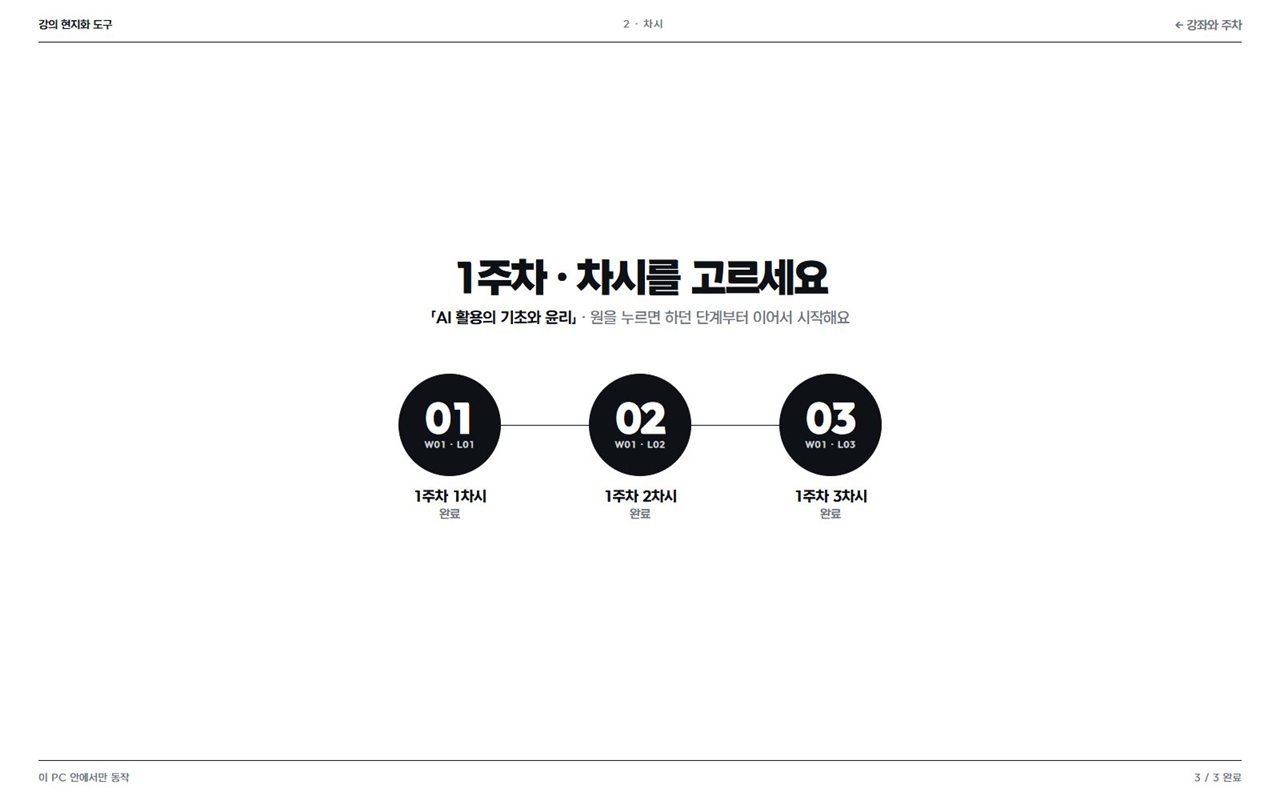 강의 현지화 도구
2 · 차시
← 강좌와 주차
1주차 · 차시를 고르세요
「AI 활용의 기초와 윤리」 · 원을 누르면 하던 단계부터 이어서 시작해요
01
W01 · L01
02
W01 · L02
03
W01 · L03
1주차 1차시
완료
1주차 2차시
완료
1주차 3차시
완료
이 PC 안에서만 동작
3 / 3 완료